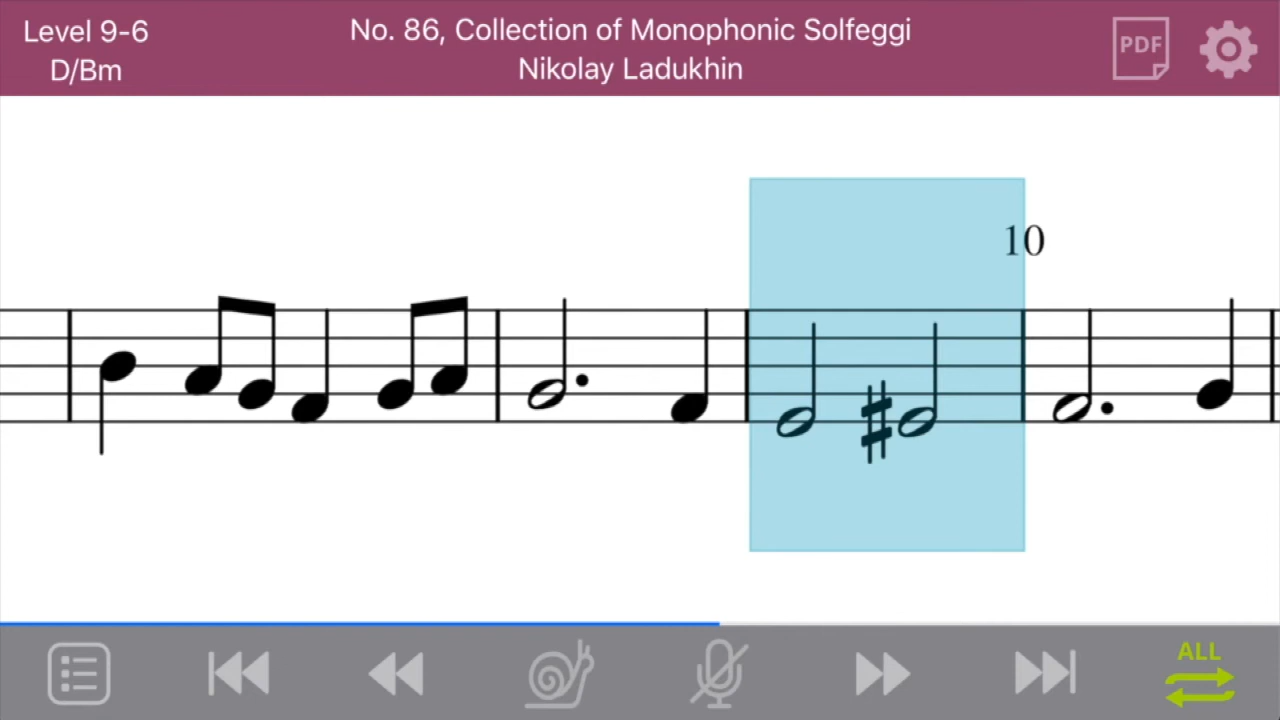 Level 9-6
D/Bm
No. 86, Collection of Monophonic Solfeggi
Nikolay Ladukhin
PDF
10
ALL